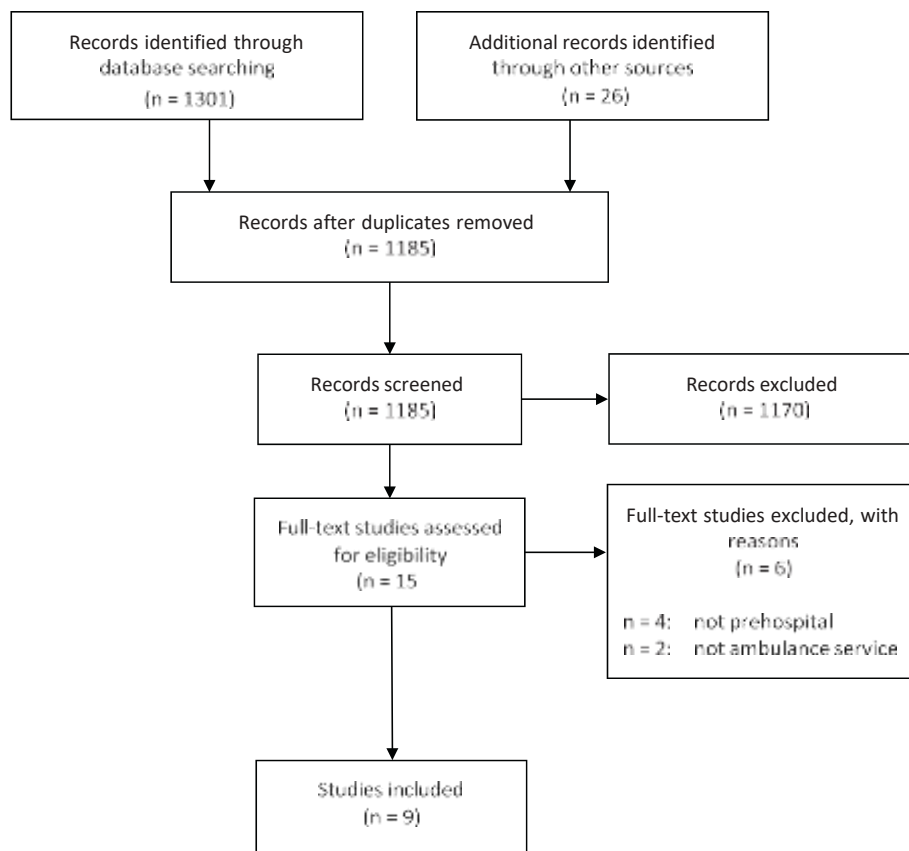 Records identified through
database searching
(n = 1301)
Additional records identified
through other sources
(n = 26)
Records after duplicates removed
(n = 1185)
Records screened
(n = 1185)
Records excluded
(n = 1170)
Full-text studies assessed
for eligibility
(n = 15
Full-text studies excluded, with
reasons
(n = 6)
n = 4: not prehospital
n = 2: not ambulance service
Studies included
(n = 9)